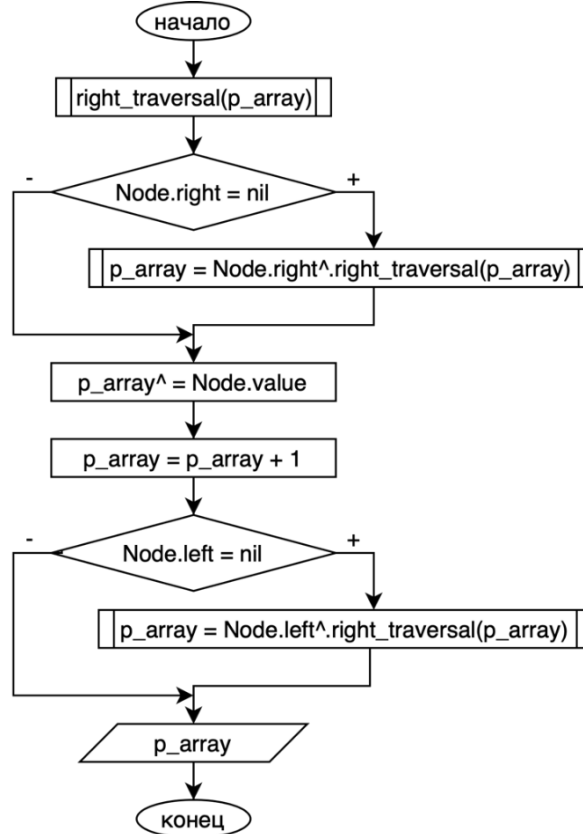 начало
right_traversal(p_array)
- +
Node.right = nil
p_array = Node.right^.right_traversal(p_array)
p_array^ = Node.value
p_array = p_array + 1
- +
Node.left = nil
p_array = Node.left^.right_traversal(p_array)
p_array
конец